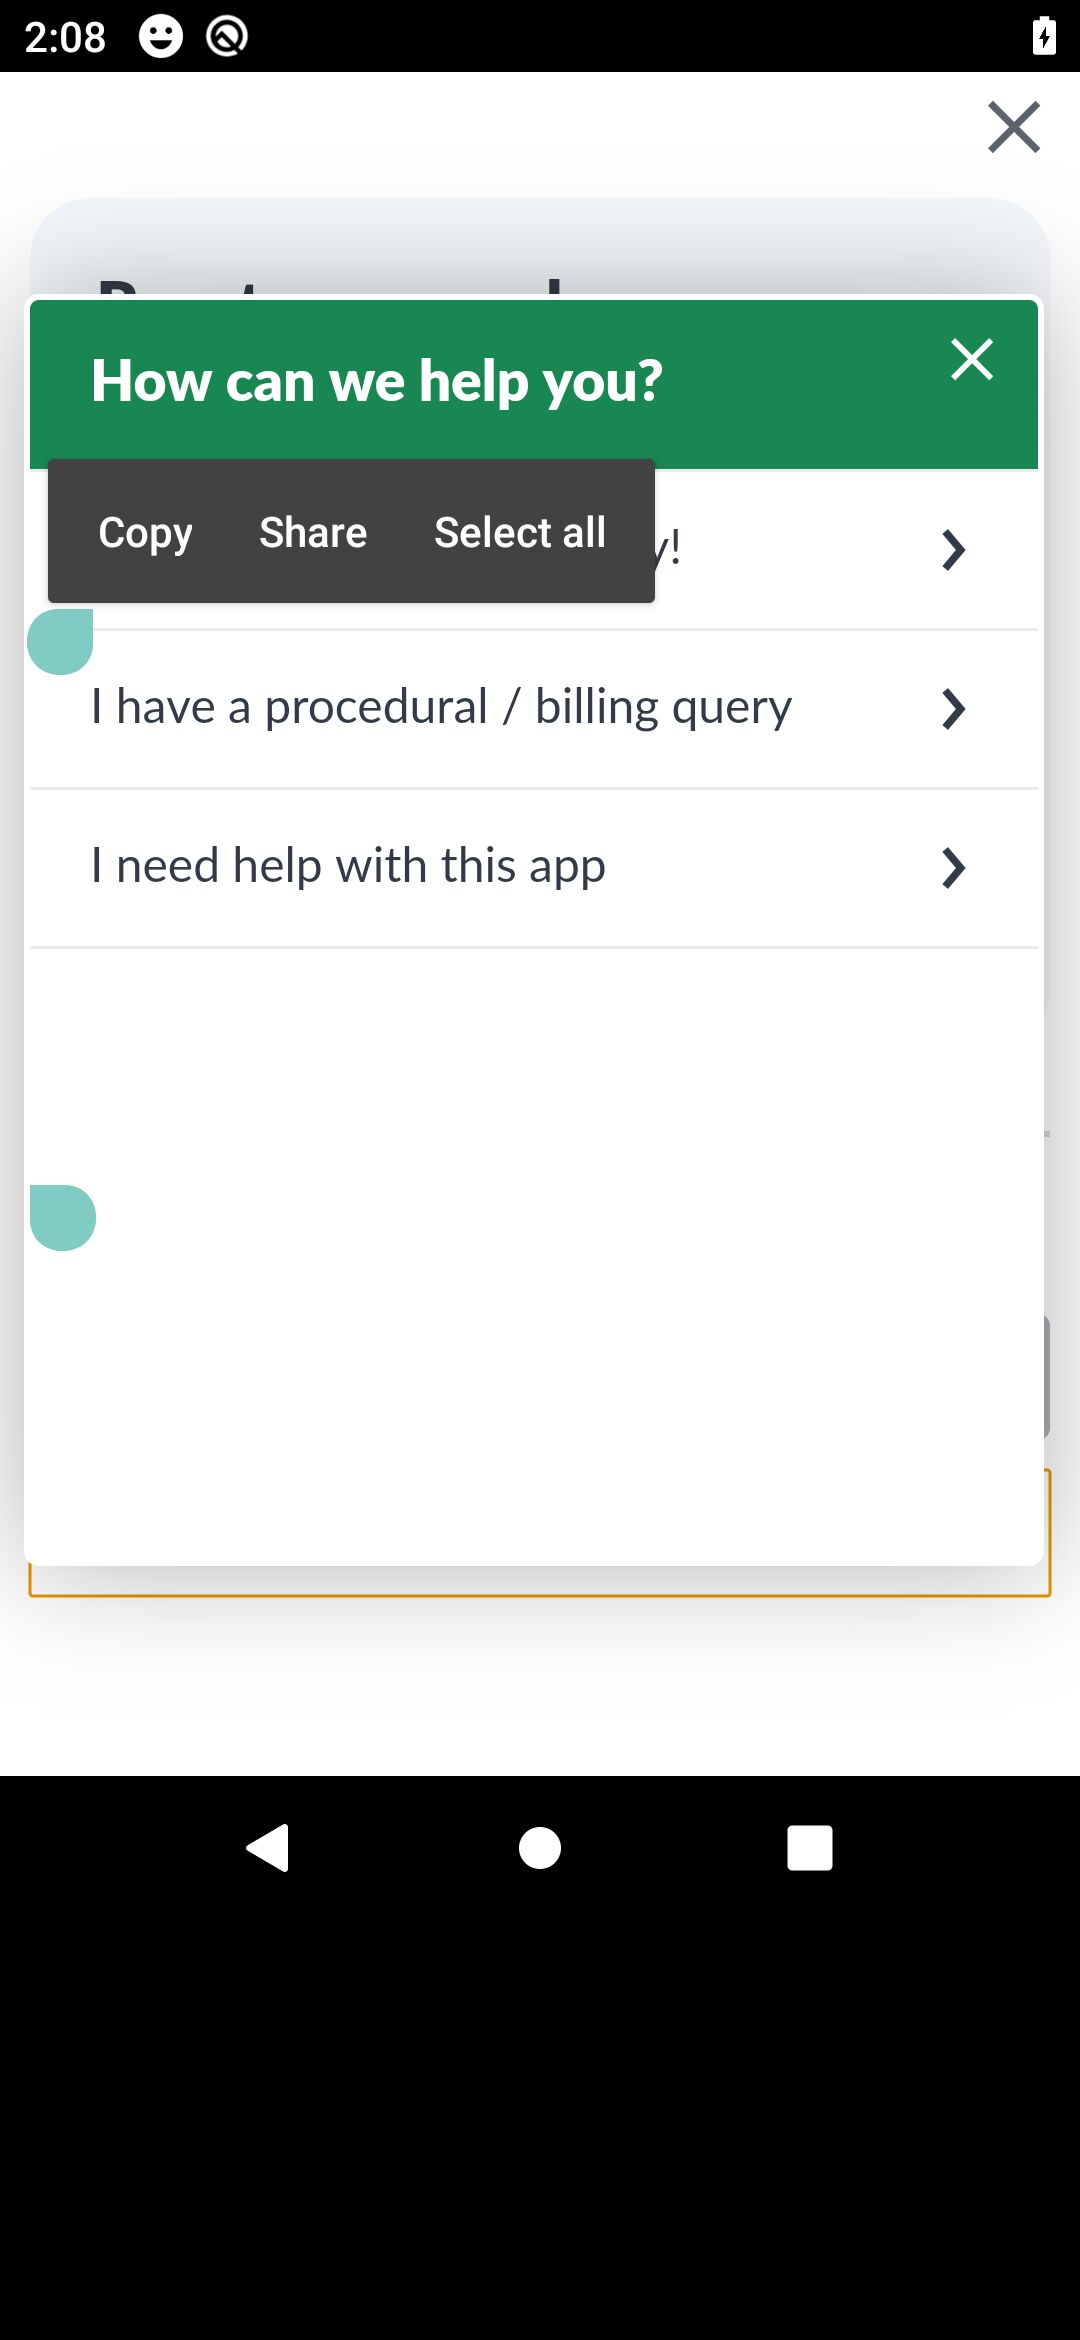 2:08
How can we help you?
Copy Share Select all
I have a procedural / billing query
I need help with this app